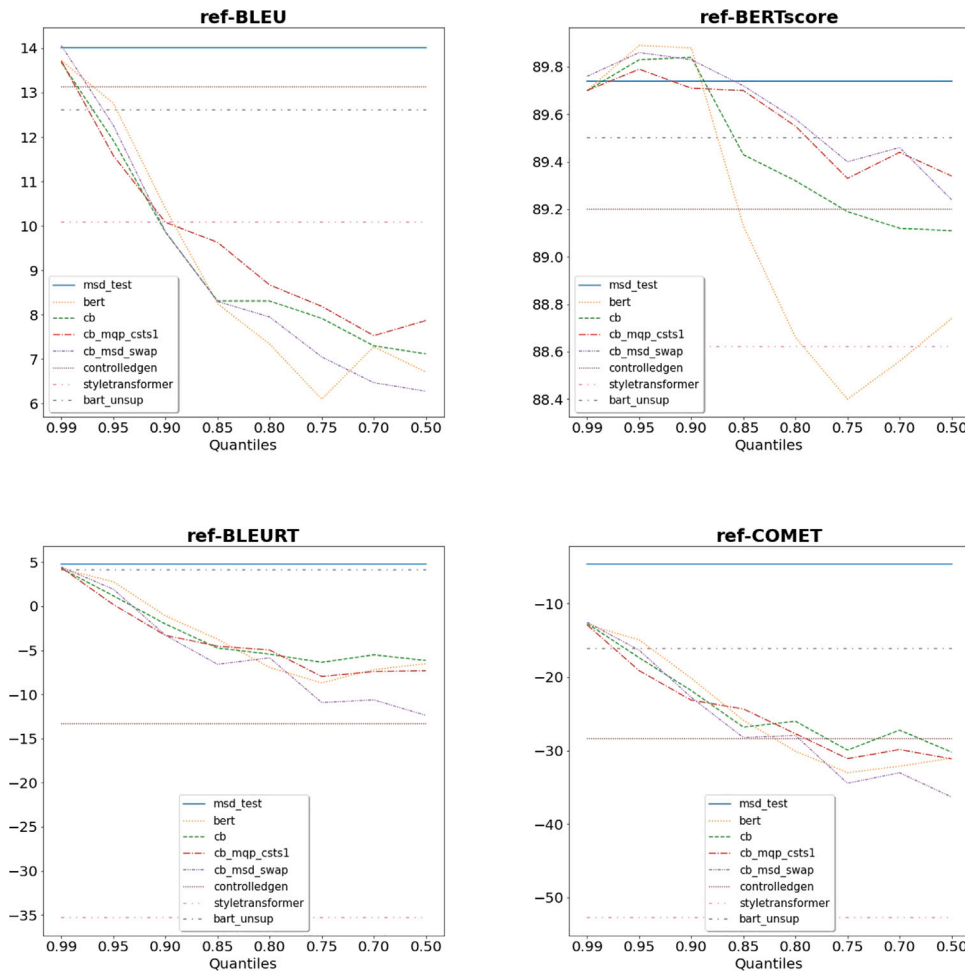 ref-BLEU
14
13
12
11
10
9
8
7
6
msd_test
bert
cb
cb_mqp_csts1
cb_msd_swap
controlledgen
styletransformer
bart_unsup
0.99 0.95 0.90 0.85 0.80 0.75 0.70 0.50
Quantiles
ref-BERTscore
89.8
89.6
89.4
89.2
89.0
88.8
88.6
88.4
msd_test
bert
cb
cb_mqp_csts1
cb_msd_swap
controlledgen
styletransformer
bart_unsup
0.99 0.95 0.90 0.85 0.80 0.75 0.70 0.50
Quantiles
ref-BLEURT
5
0
−5
−10
−15
−20
−25
−30
−35
msd_test
bert
cb
cb_mqp_csts1
cb_msd_swap
controlledgen
styletransformer
bart_unsup
0.99 0.95 0.90 0.85 0.80 0.75 0.70 0.50
Quantiles
ref-COMET
−10
−20
−30
−40
−50
msd_test
bert
cb
cb_mqp_csts1
cb_msd_swap
controlledgen
styletransformer
bart_unsup
0.99 0.95 0.90 0.85 0.80 0.75 0.70 0.50
Quantiles